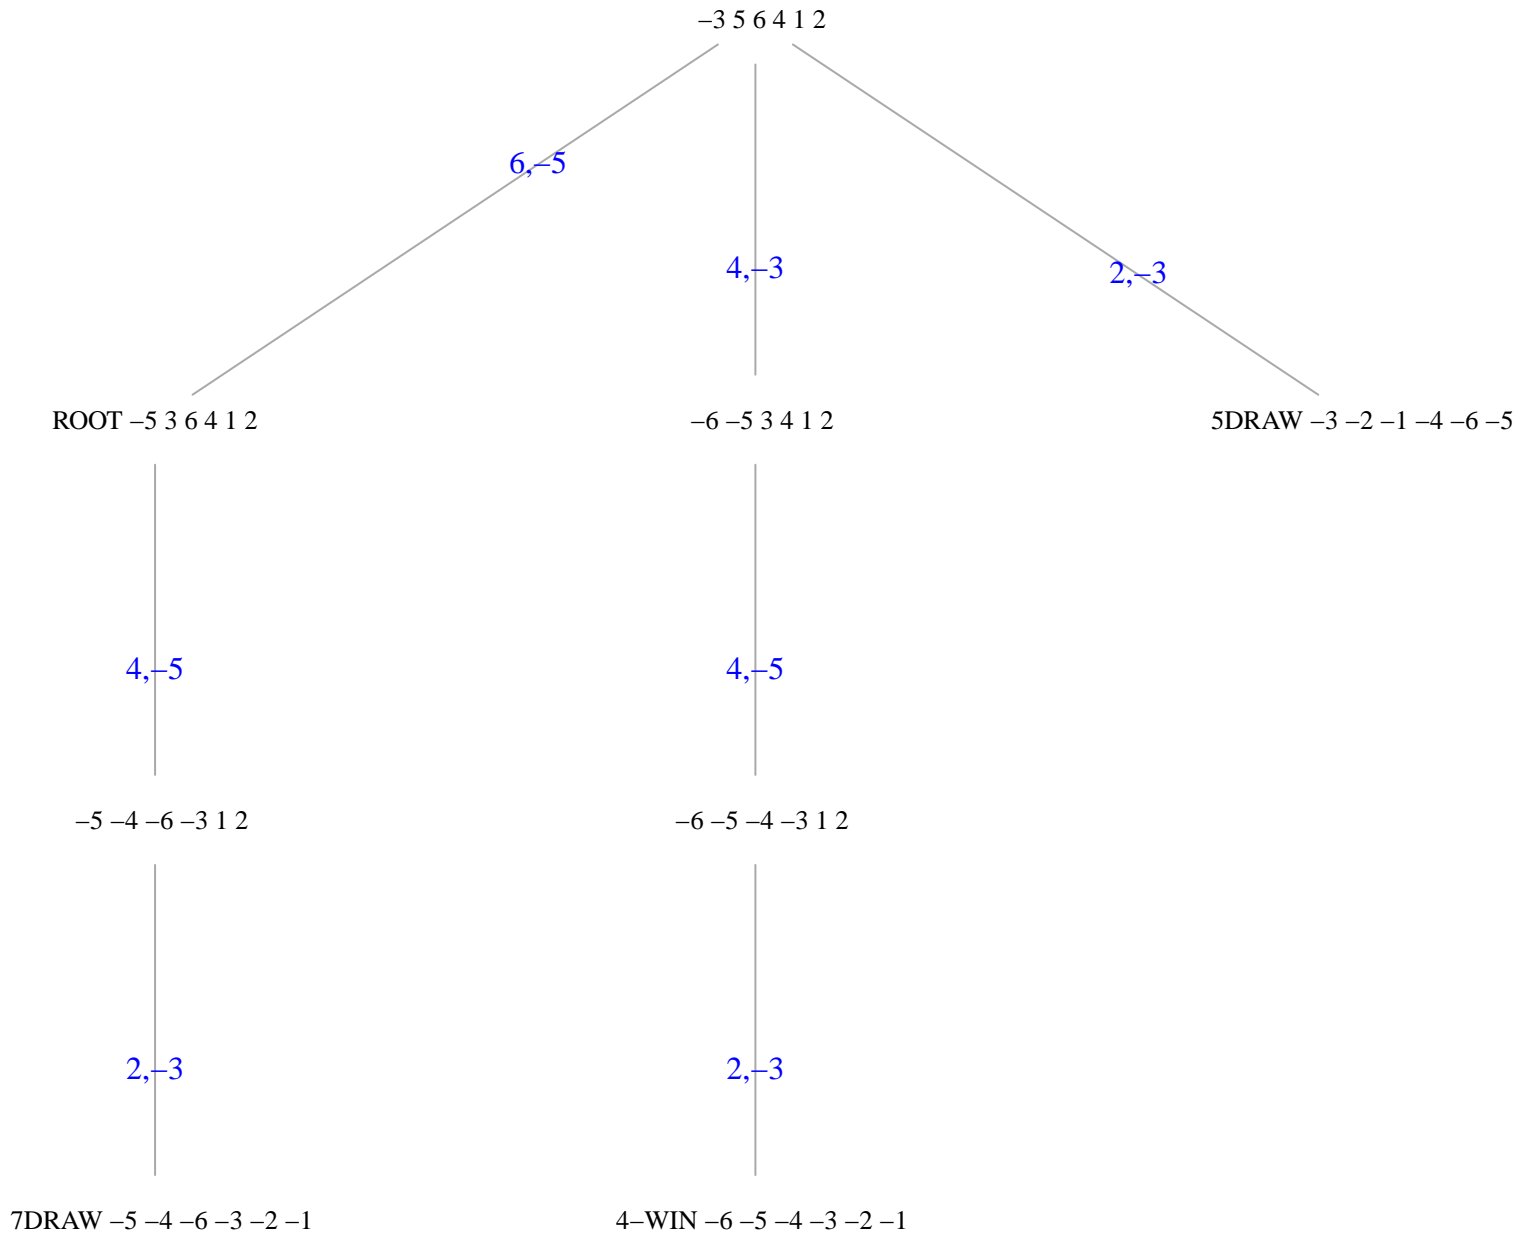 –3 5 6 4 1 2
6,–5
4,–3
2,–3
ROOT –5 3 6 4 1 2
–6 –5 3 4 1 2
5DRAW –3 –2 –1 –4 –6 –5
4,–5
4,–5
–5 –4 –6 –3 1 2
–6 –5 –4 –3 1 2
2,–3
2,–3
7DRAW –5 –4 –6 –3 –2 –1
4–WIN –6 –5 –4 –3 –2 –1